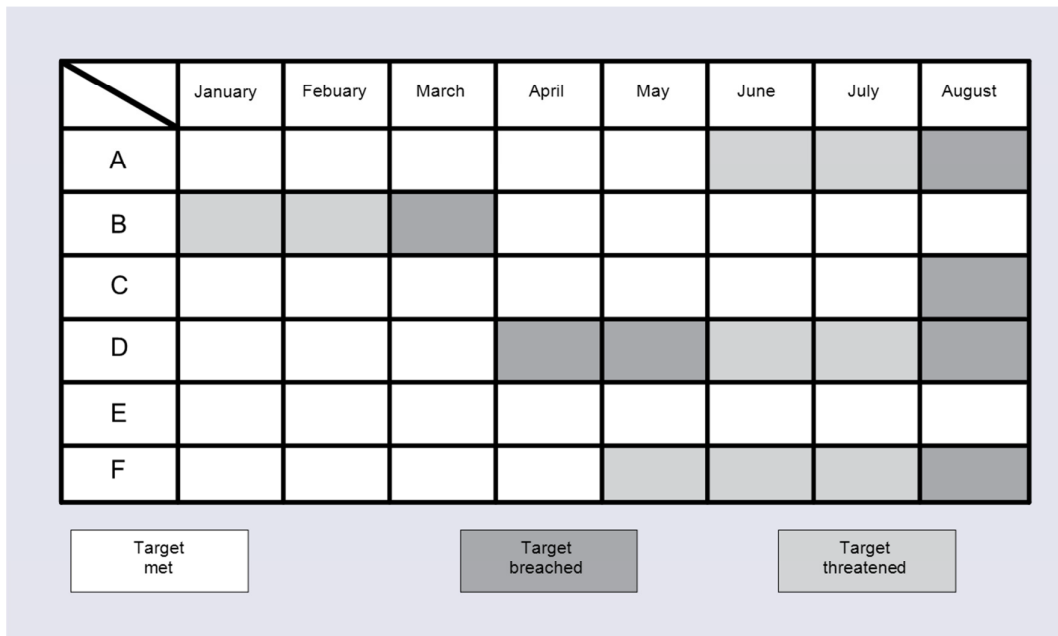 January Febuary March April May June July August
A
B
C
D
E
F
Target Target Target
met breached threatened